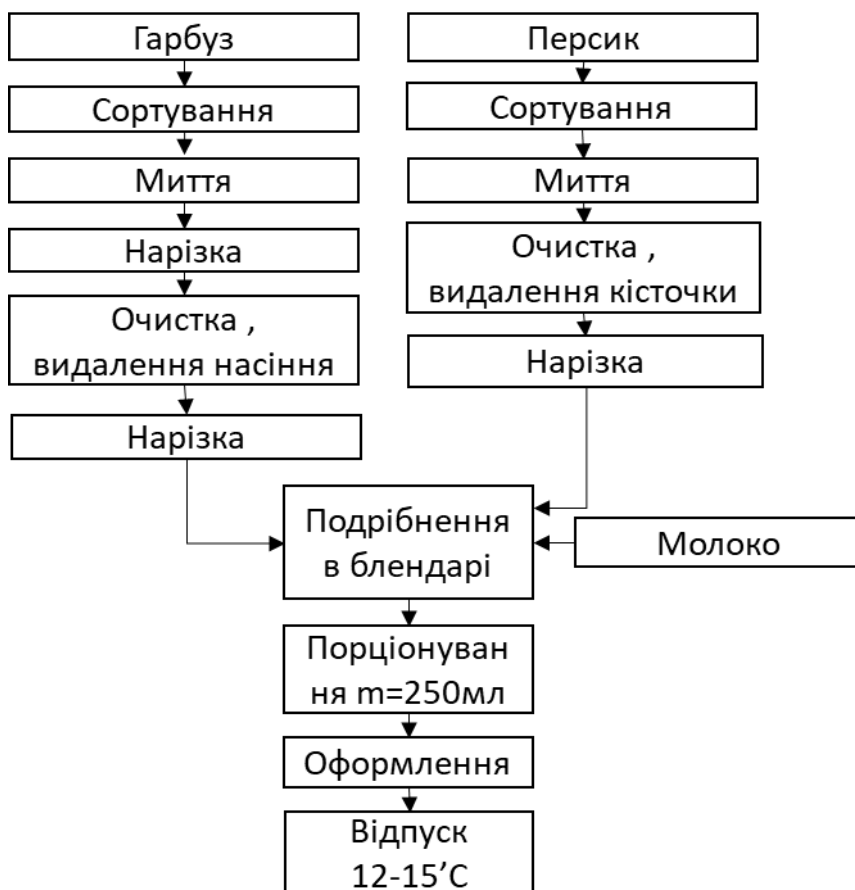 Гарбуз
Сортування
Миття
Нарізка
Очистка ,
видалення насіння
Нарізка
Персик
Сортування
Миття
Очистка ,
видалення кісточки
Нарізка
Подрібнення
в блендарі
Молоко
Порціонуван
ня m=250мл
Оформлення
Відпуск
12-15’С